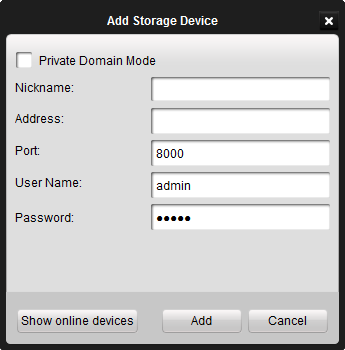 Add Storage Device
Private Domain Mode
Nickname:
Address:
Port: 8000
User Name: admin
Password: ●●●●●
Show online devices Add Cancel